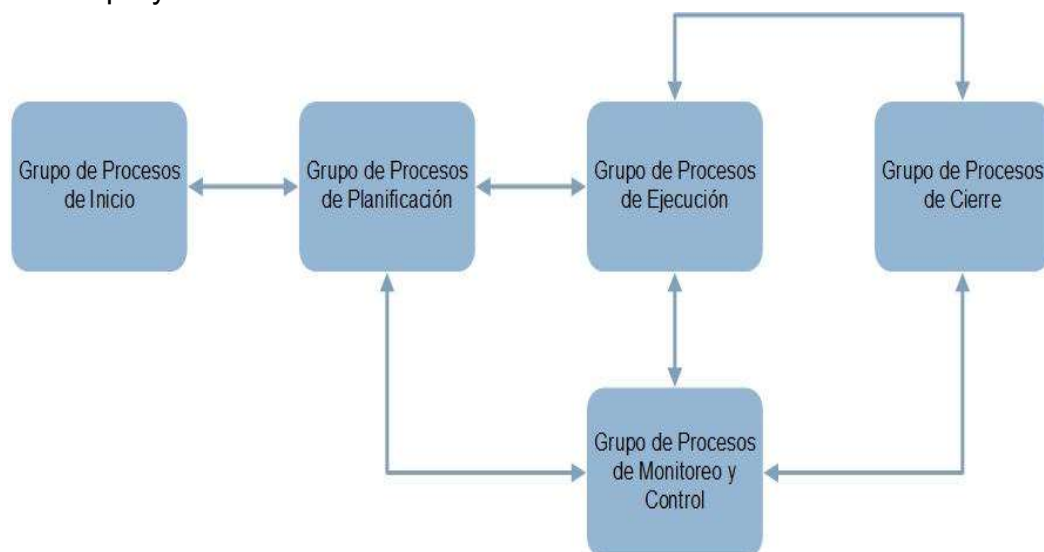 Grupo de Procesos
de Inicio
Grupo de Procesos
de Planificación
Grupo de Procesos
de Ejecución
Grupo de Procesos
de Cierre
Grupo de Procesos
de Monitoreo y
Control